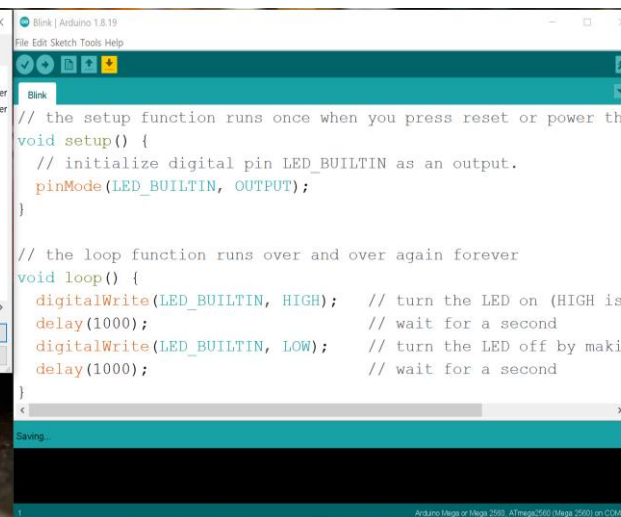 Blink | Arduino 1.8.19
File Edit Sketch Tools Help
Blink
// the setup function runs once when you press reset or power th
void setup() {
// initialize digital pin LED_BUILTIN as an output.
pinMode(LED_BUILTIN, OUTPUT);
}
// the loop function runs over and over again forever
void loop() {
digitalWrite(LED_BUILTIN, HIGH); // turn the LED on (HIGH is
delay(1000); // wait for a second
digitalWrite(LED_BUILTIN, LOW); // turn the LED off by maki
delay(1000); // wait for a second
}
Saving...
1 Arduino Mega or Mega 2560, ATmega2560 (Mega 2560) on COM